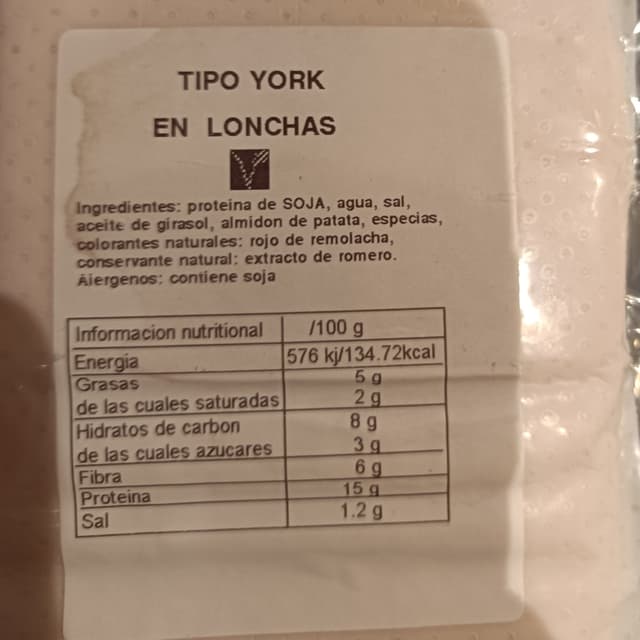 TIPO YORK
EN LONCHAS
V
Ingredientes: proteina de SOJA, agua, sal,
aceite de girasol, almidon de patata, especias,
colorantes naturales: rojo de remolacha,
conservante natural: extracto de romero.
Alergenos: contiene soja
Informacion nutritional /100 g
Energia 576 kj/134.72kcal
Grasas 5 g
de las cuales saturadas 2 g
Hidratos de carbon 8 g
de las cuales azucares 3 g
Fibra 6 g
Proteina 15 g
Sal 1.2 g